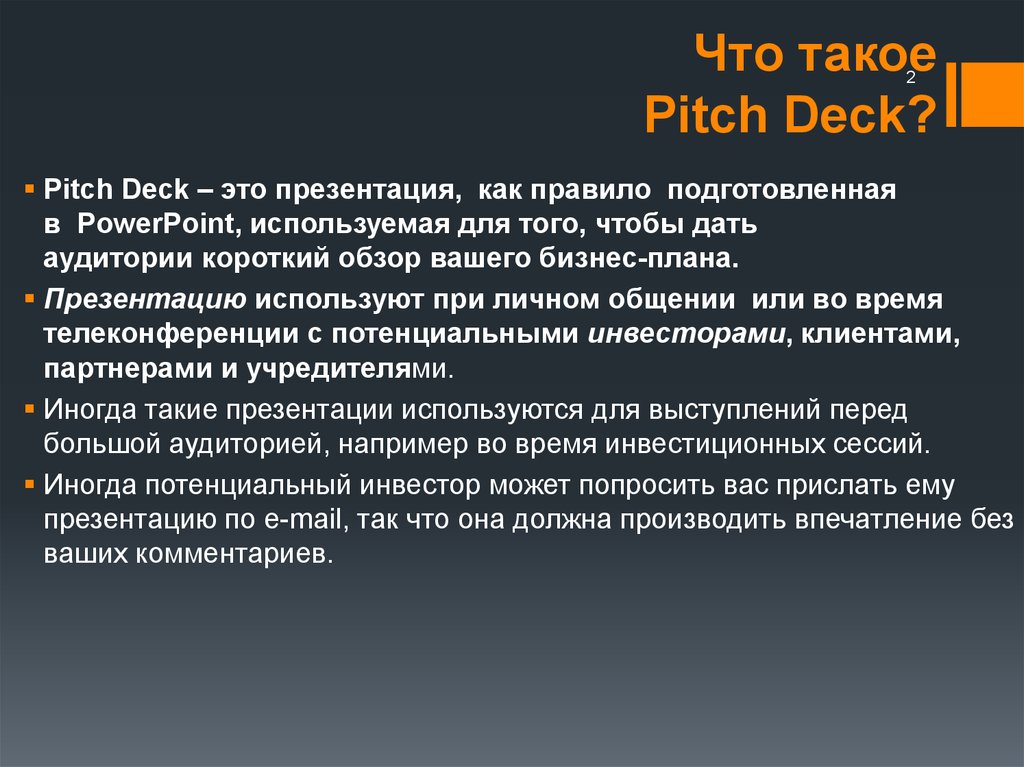 Что такое
2
Pitch Deck?
▪ Pitch Deck – это презентация,  как правило  подготовленная
в  PowerPoint, используемая для того, чтобы дать
аудитории короткий обзор вашего бизнес-плана.
▪ Презентацию используют при личном общении  или во время
телеконференции с потенциальными инвесторами, клиентами,
партнерами и учредителями.
▪ Иногда такие презентации используются для выступлений перед
большой аудиторией, например во время инвестиционных сессий.
▪ Иногда потенциальный инвестор может попросить вас прислать ему
презентацию по e-mail, так что она должна производить впечатление без
ваших комментариев.